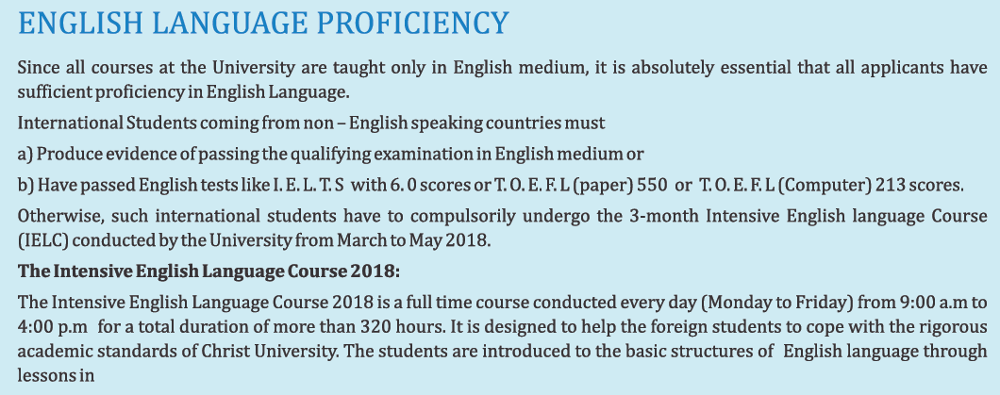 ENGLISH LANGUAGE PROFICIENCY
Since all courses at the University are taught only in English medium, it is absolutely essential that all applicants have
sufficient proficiency in English Language.
International Students coming from non – English speaking countries must
a) Produce evidence of passing the qualifying examination in English medium or
b) Have passed English tests like I. E. L. T. S with 6. 0 scores or T. O. E. F. L (paper) 550 or T. O. E. F. L (Computer) 213 scores.
Otherwise, such international students have to compulsorily undergo the 3-month Intensive English language Course
(IELC) conducted by the University from March to May 2018.
The Intensive English Language Course 2018:
The Intensive English Language Course 2018 is a full time course conducted every day (Monday to Friday) from 9:00 a.m to
4:00 p.m for a total duration of more than 320 hours. It is designed to help the foreign students to cope with the rigorous
academic standards of Christ University. The students are introduced to the basic structures of English language through
lessons in